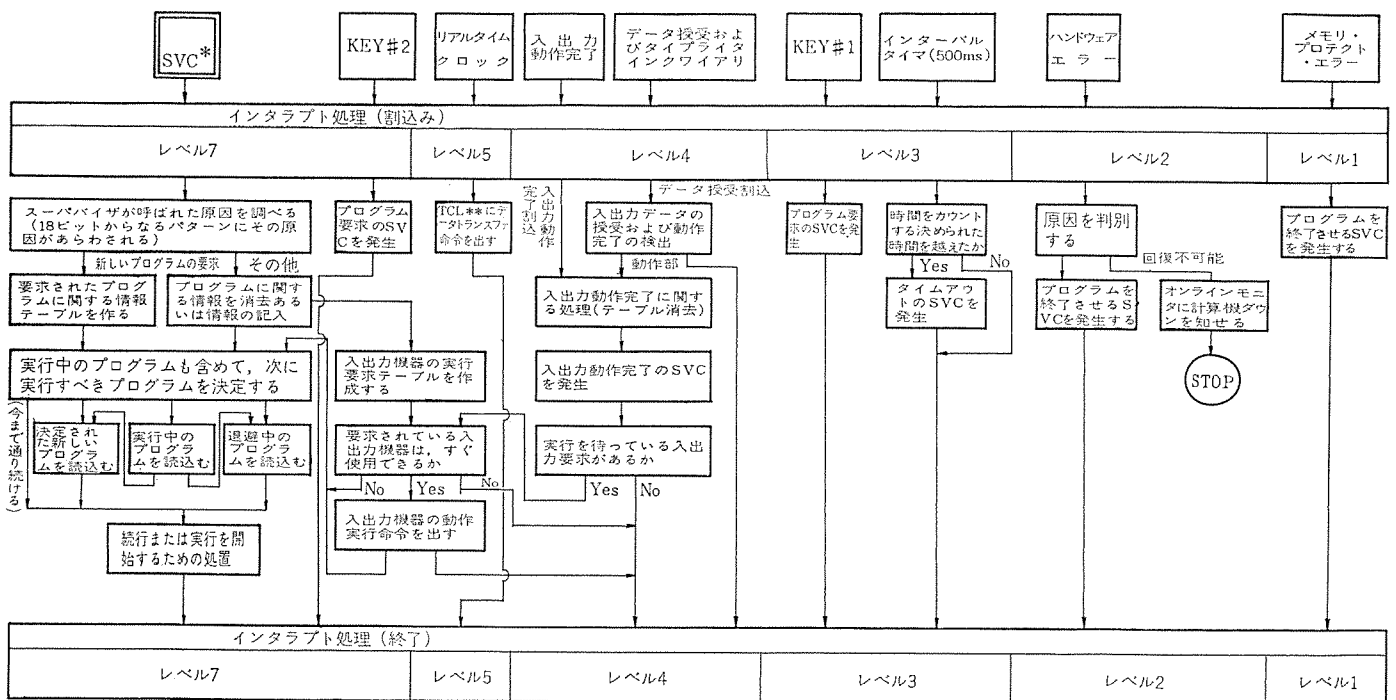 SVC*
KEY#2
リアルタイム
クロック
入出力
動作完了
データ授受およ
びタイプライタ
インクワイアリ
KEY#1
インターバル
タイマ(500ms)
ハンドウェア
エラー
メモリ・
プロテクト
・エラー
インタラプト処理(割込み)
レベル7
レベル5
レベル4
レベル3
レベル2
レベル1
スーパバイザが呼ばれた原因を調べる
(18ビットからなるパターンにその原
因があらわされる)
プログラム
要求のSV
Cを発生
TCL**にデ
ータトランスファ
命令を出す
入出力動作
完了割込
データ授受割込
入出力データの
授受および動作
完了の検出
プログラム要
求のSVCを発
生
時間をカウント
する決められた
時間を越えたか
原因を判別
する
プログラムを
終了させるSVC
を発生する
新しいプログラムの要求
その他
動作部
Yes
No
回復不可能
要求されたプログ
ラムに関する情報
テーブルを作る
プログラムに関す
る情報を消去ある
いは情報の記入
入出力動作完了に関す
る処理(テーブル消去)
タイムアウ
トのSVCを
発生
プログラムを
終了させるS
VCを発生する
オンラインモニ
タに計算機ダウ
ンを知せる
実行中のプログラムも含めて,次に
実行すべきプログラムを決定する
入出力機器の実行
要求テーブルを作
成する
入出力動作完了のSVC
を発生
STOP
(今まで通り続ける)
決定され
た新しい
プログラ
ムを読込む
実行中の
プログラ
ムを読込む
退避中の
プログラ
ムを読込む
要求されている入
出力機器は,すぐ
使用できるか
実行を待っている入出
力要求があるか
No
Yes
No
Yes
No
入出力機器の動作
実行命令を出す
続行または実行を開
始するための処置
インタラプト処理(終了)
レベル7
レベル5
レベル4
レベル3
レベル2
レベル1